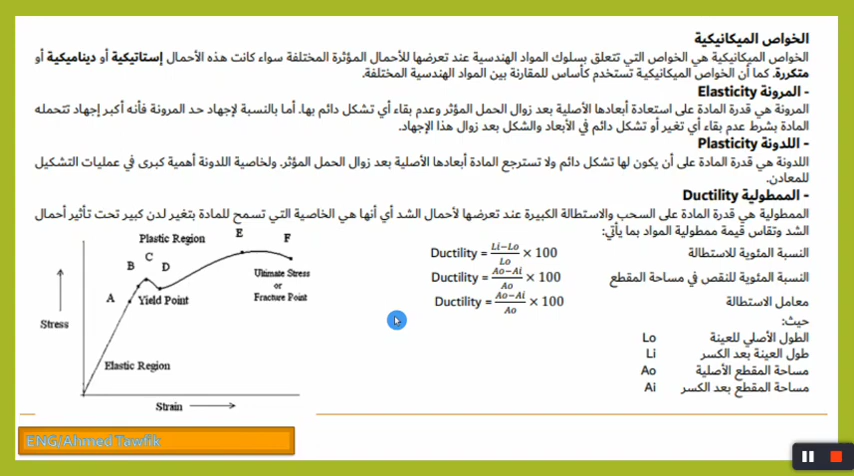 الخواص الميكانيكية
الخواص الميكانيكية هي الخواص التي تتعلق بسلوك المواد الهندسية عند تعرضها للأحمال المؤثرة المختلفة سواء كانت هذه الأحمال إستاتيكية أو ديناميكية أو
متكررة. كما أن الخواص الميكانيكية تستخدم كأساس للمقارنة بين المواد الهندسية المختلفة.
- المرونة Elasticity
المرونة هي قدرة المادة على استعادة أبعادها الأصلية بعد زوال الحمل المؤثر وعدم بقاء أي تشكل دائم بها. أما بالنسبة لإجهاد حد المرونة فأنه أكبر إجهاد تتحمله
المادة بشرط عدم بقاء أي تغير أو تشكل دائم في الأبعاد والشكل بعد زوال هذا الإجهاد.
- اللدونة Plasticity
اللدونة هي قدرة المادة على أن يكون لها تشكل دائم ولا تسترجع المادة أبعادها الأصلية بعد زوال الحمل المؤثر. ولخاصية اللدونة أهمية كبرى في عمليات التشكيل
للمعادن.
- الممطولية Ductility
الممطولية هي قدرة المادة على السحب والاستطالة الكبيرة عند تعرضها لأحمال الشد أي أنها هي الخاصية التي تسمح للمادة بتغير لدن كبير تحت تأثير أحمال
الشد وتقاس قيمة ممطولية المواد بما يأتي:
النسبة المئوية للاستطالة Ductility = (Li−Lo)/Lo × 100
النسبة المئوية للنقص في مساحة المقطع Ductility = (Ao−Ai)/Ao × 100
معامل الاستطالة Ductility = (Ao−Ai)/Ao × 100
حيث:
الطول الأصلي للعينة Lo
طول العينة بعد الكسر Li
مساحة المقطع الأصلية Ao
مساحة المقطع بعد الكسر Ai
Plastic Region
E
F
C
B
D
A
Yield Point
Ultimate Stress
or
Fracture Point
Stress
Elastic Region
Strain
ENG/Ahmed Tawfik